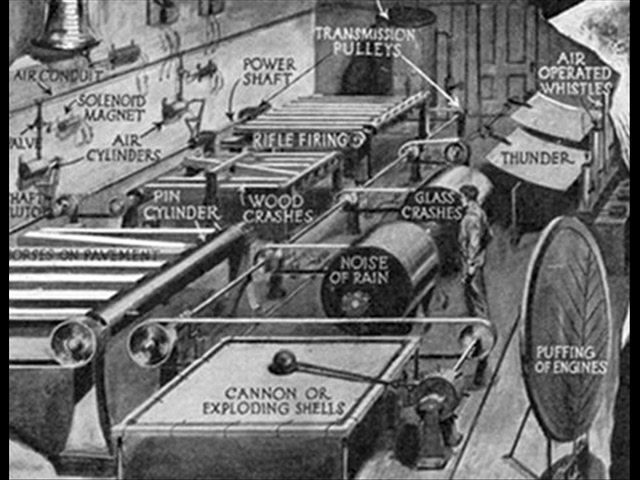 TRANSMISSION
PULLEYS
AIR CONDUIT
POWER
SHAFT
AIR
OPERATED
WHISTLES
SOLENOID
MAGNET
AIR
CYLINDERS
RIFLE FIRING
THUNDER
PIN
CYLINDER
WOOD
CRASHES
GLASS
CRASHES
HORSES ON PAVEMENT
NOISE
OF RAIN
PUFFING
OF ENGINES
CANNON OR
EXPLODING SHELLS